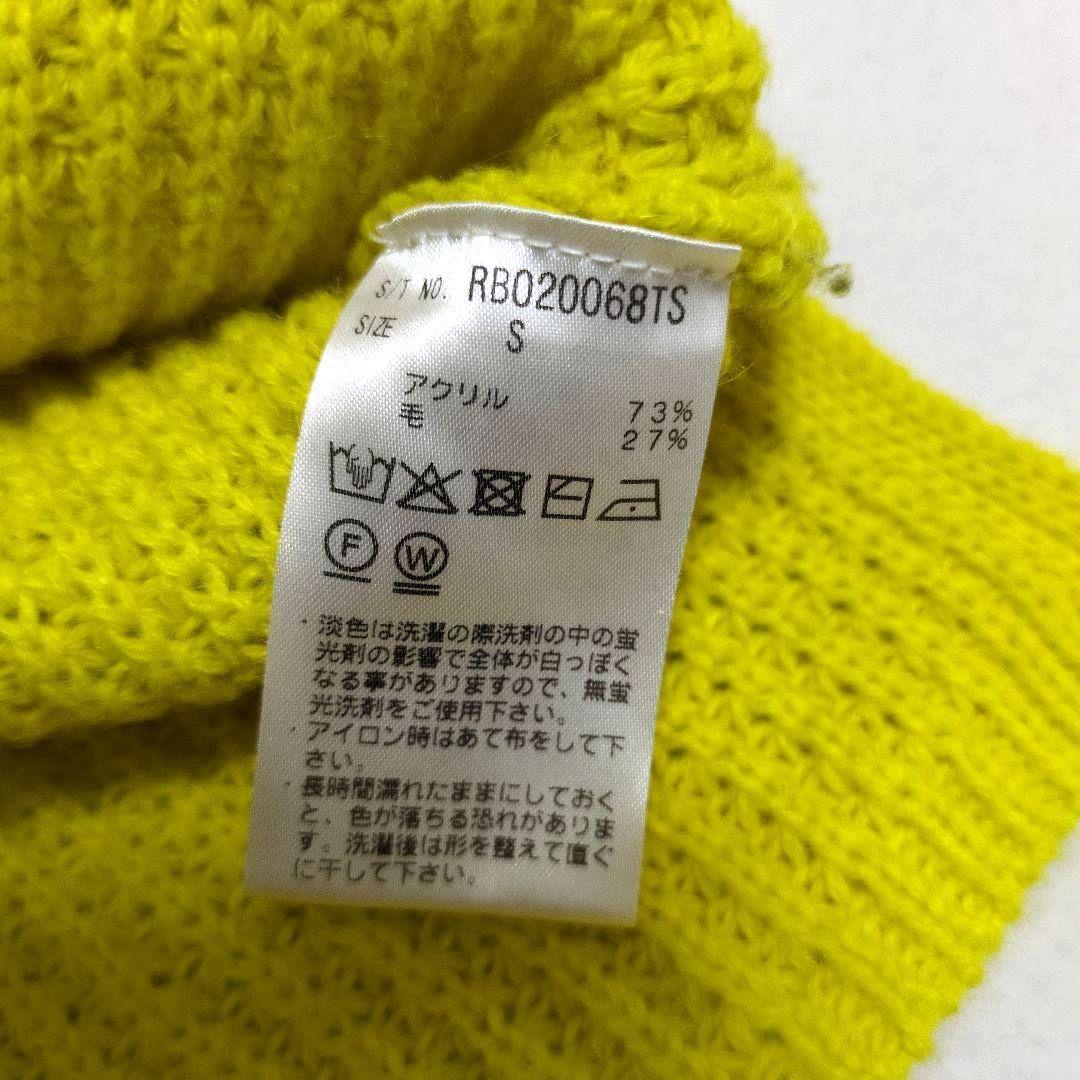 S/T NO. RB020068TS
SIZE S
アクリル 73%
毛 27%
F W
・淡色は洗濯の際洗剤の中の蛍
光剤の影響で全体が白っぽく
なる事がありますので、無蛍
光洗剤をご使用下さい。
・アイロン時はあて布をして下
さい。
・長時間濡れたままにしておく
と、色が落ちる恐れがありま
す。洗濯後は形を整えて直ぐ
に干して下さい。